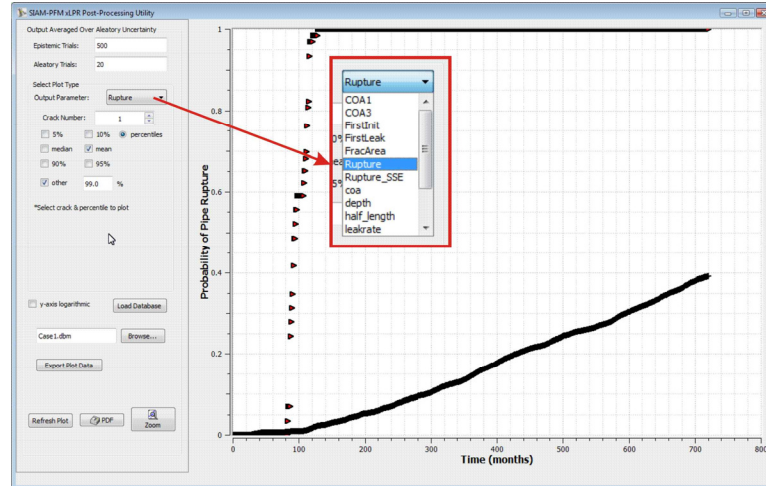 SIAM-PFM xLPR Post-Processing Utility
Output Averaged Over Aleatory Uncertainty
Epistemic Trials: 500
Aleatory Trials: 20
Select Plot Type
Output Parameter: Rupture
Crack Number: 1
5% 10% percentiles
median mean
90% 95%
other 99.0 %
*Select crack & percentile to plot
y-axis logarithmic Load Database
Case1.dbm Browse...
Export Plot Data
Refresh Plot PDF Zoom
Probability of Pipe Rupture
1
0.8
0.6
0.4
0.2
0
0 100 200 300 400 500 600 700 800
Time (months)
Rupture
COA1
COA3
FirstInit
FirstLeak
FracArea
Rupture
Rupture_SSE
coa
depth
half_length
leakrate